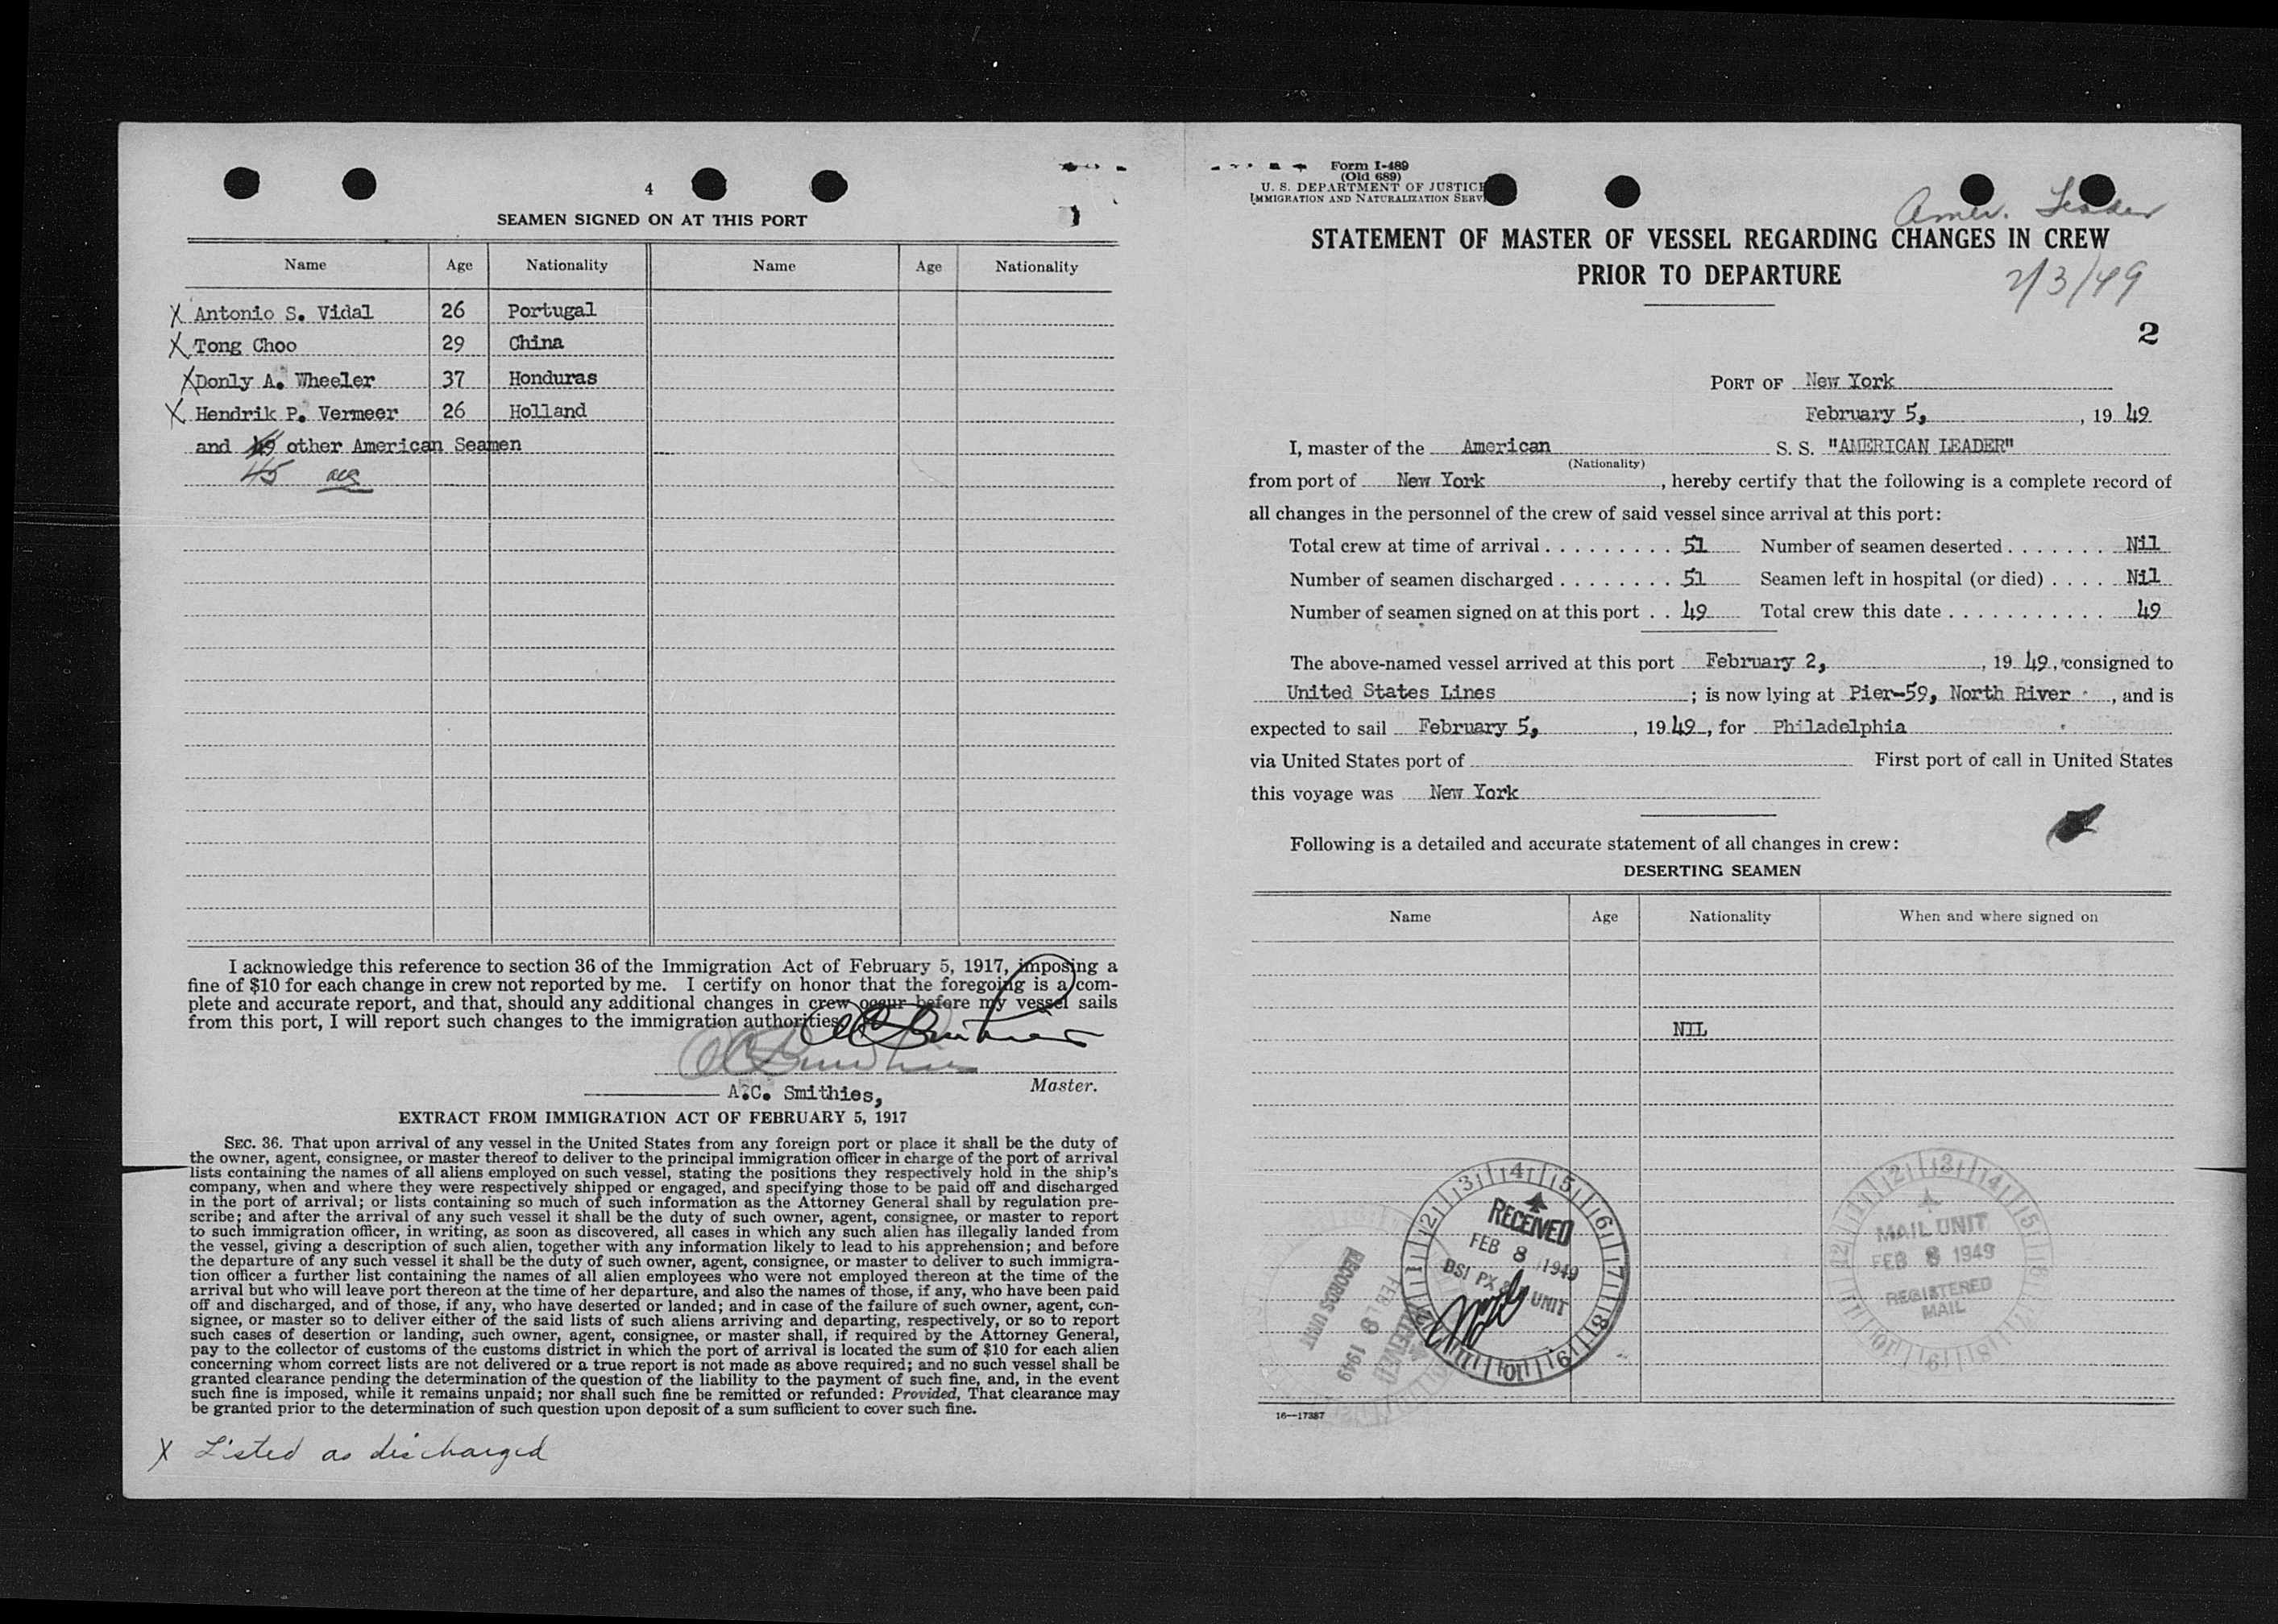 4
SEAMEN SIGNED ON AT THIS PORT
Name Age Nationality Name Age Nationality
X Antonio S. Vidal 26 Portugal
X Tong Choo 29 China
X Donly A. Wheeler 37 Honduras
X Hendrik P. Vermeer 26 Holland
and 49 other American Seamen
45
I acknowledge this reference to section 36 of the Immigration Act of February 5, 1917, imposing a
fine of $10 for each change in crew not reported by me. I certify on honor that the foregoing is a com-
plete and accurate report, and that, should any additional changes in crew occur before my vessel sails
from this port, I will report such changes to the immigration authorities.
A.C. Smithies, Master.
EXTRACT FROM IMMIGRATION ACT OF FEBRUARY 5, 1917
SEC. 36. That upon arrival of any vessel in the United States from any foreign port or place it shall be the duty of
the owner, agent, consignee, or master thereof to deliver to the principal immigration officer in charge of the port of arrival
lists containing the names of all aliens employed on such vessel, stating the positions they respectively hold in the ship's
company, when and where they were respectively shipped or engaged, and specifying those to be paid off and discharged
in the port of arrival; or lists containing so much of such information as the Attorney General shall by regulation pre-
scribe; and after the arrival of any such vessel it shall be the duty of such owner, agent, consignee, or master to report
to such immigration officer, in writing, as soon as discovered, all cases in which any such alien has illegally landed from
the vessel, giving a description of such alien, together with any information likely to lead to his apprehension; and before
the departure of any such vessel it shall be the duty of such owner, agent, consignee, or master to deliver to such immigra-
tion officer a further list containing the names of all alien employees who were not employed thereon at the time of the
arrival but who will leave port thereon at the time of her departure, and also the names of those, if any, who have been paid
off and discharged, and of those, if any, who have deserted or landed; and in case of the failure of such owner, agent, con-
signee, or master so to deliver either of the said lists of such aliens arriving and departing, respectively, or so to report
such cases of desertion or landing, such owner, agent, consignee, or master shall, if required by the Attorney General,
pay to the collector of customs of the customs district in which the port of arrival is located the sum of $10 for each alien
concerning whom correct lists are not delivered or a true report is not made as above required; and no such vessel shall be
granted clearance pending the determination of the question of the liability to the payment of such fine, and, in the event
such fine is imposed, while it remains unpaid; nor shall such fine be remitted or refunded: Provided, That clearance may
be granted prior to the determination of such question upon deposit of a sum sufficient to cover such fine.
X Listed as discharged
Form I-489
(Old 689)
U. S. DEPARTMENT OF JUSTICE
IMMIGRATION AND NATURALIZATION SERV
Amer. Leader
STATEMENT OF MASTER OF VESSEL REGARDING CHANGES IN CREW
PRIOR TO DEPARTURE
2/3/49
2
PORT OF New York
February 5, , 1949
I, master of the American S. S. "AMERICAN LEADER"
(Nationality)
from port of New York , hereby certify that the following is a complete record of
all changes in the personnel of the crew of said vessel since arrival at this port:
Total crew at time of arrival . . . . . . . . . 51 Number of seamen deserted . . . . . . . Nil
Number of seamen discharged . . . . . . . . 51 Seamen left in hospital (or died) . . . . Nil
Number of seamen signed on at this port . . 49 Total crew this date . . . . . . . . . . . 49
The above-named vessel arrived at this port February 2, , 1949, consigned to
United States Lines ; is now lying at Pier-59, North River , and is
expected to sail February 5, , 1949, for Philadelphia
via United States port of First port of call in United States
this voyage was New York
Following is a detailed and accurate statement of all changes in crew:
DESERTING SEAMEN
Name Age Nationality When and where signed on
NIL
RECEIVED
FEB 8 1949
DSI PX & UNIT
RECORDS UNIT
FEB 9 1949
RECEIVED
MAIL UNIT
FEB 8 1949
REGISTERED
MAIL
16—17387